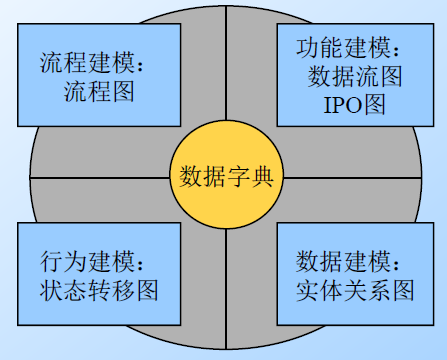 流程建模：
流程图
功能建模：
数据流图
IPO图
数据字典
行为建模：
状态转移图
数据建模：
实体关系图